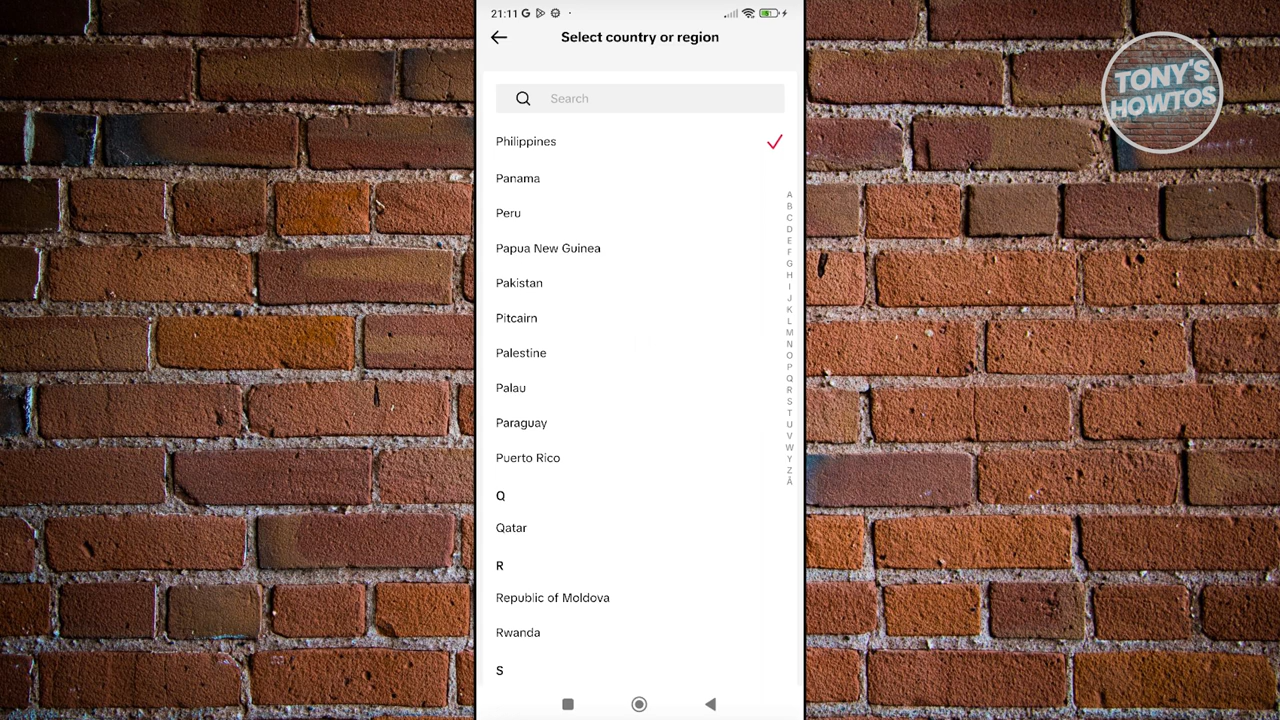 21:11
Select country or region
Search
Philippines
Panama
Peru
Papua New Guinea
Pakistan
Pitcairn
Palestine
Palau
Paraguay
Puerto Rico
Q
Qatar
R
Republic of Moldova
Rwanda
S
A
B
C
D
E
F
G
H
I
J
K
L
M
N
O
P
Q
R
S
T
U
V
W
Y
Z
Å
TONY'S
HOWTOS